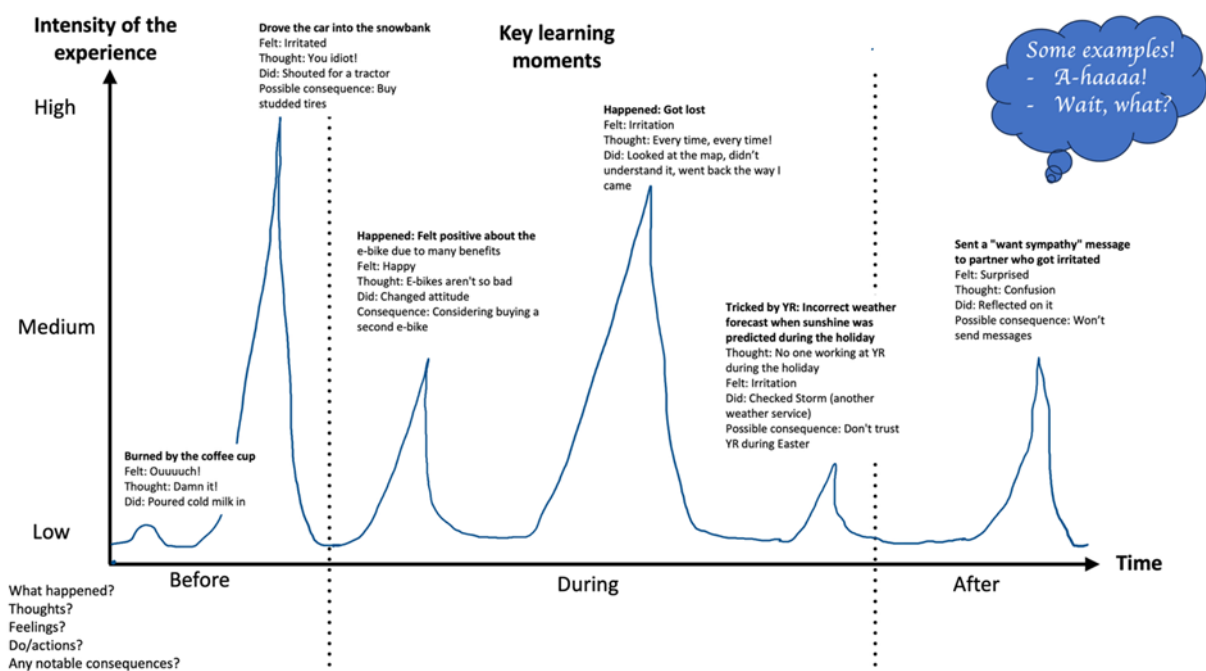 Intensity of the
experience
High
Medium
Low
Drove the car into the snowbank
Felt: Irritated
Thought: You idiot!
Did: Shouted for a tractor
Possible consequence: Buy
studded tires
Key learning
moments
Some examples!
- A-haaaa!
- Wait, what?
Happened: Got lost
Felt: Irritation
Thought: Every time, every time!
Did: Looked at the map, didn't
understand it, went back the way I
came
Happened: Felt positive about the
e-bike due to many benefits
Felt: Happy
Thought: E-bikes aren't so bad
Did: Changed attitude
Consequence: Considering buying a
second e-bike
Sent a "want sympathy" message
to partner who got irritated
Felt: Surprised
Thought: Confusion
Did: Reflected on it
Possible consequence: Won't
send messages
Tricked by YR: Incorrect weather
forecast when sunshine was
predicted during the holiday
Thought: No one working at YR
during the holiday
Felt: Irritation
Did: Checked Storm (another
weather service)
Possible consequence: Don't trust
YR during Easter
Burned by the coffee cup
Felt: Ouuuuch!
Thought: Damn it!
Did: Poured cold milk in
Before
During
After
Time
What happened?
Thoughts?
Feelings?
Do/actions?
Any notable consequences?